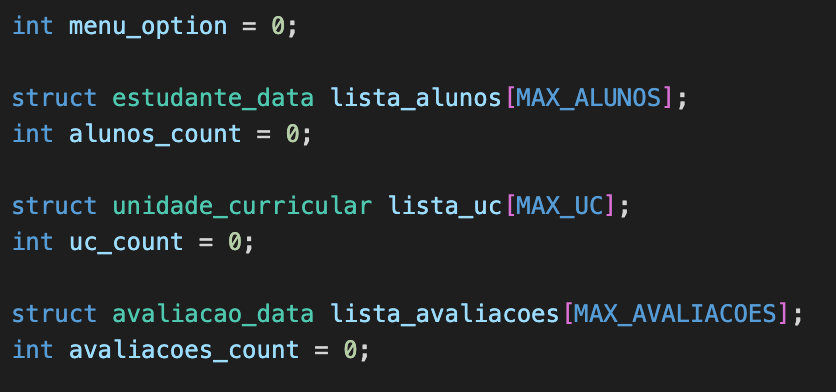 int menu_option = 0;
struct estudante_data lista_alunos[MAX_ALUNOS];
int alunos_count = 0;
struct unidade_curricular lista_uc[MAX_UC];
int uc_count = 0;
struct avaliacao_data lista_avaliacoes[MAX_AVALIACOES];
int avaliacoes_count = 0;